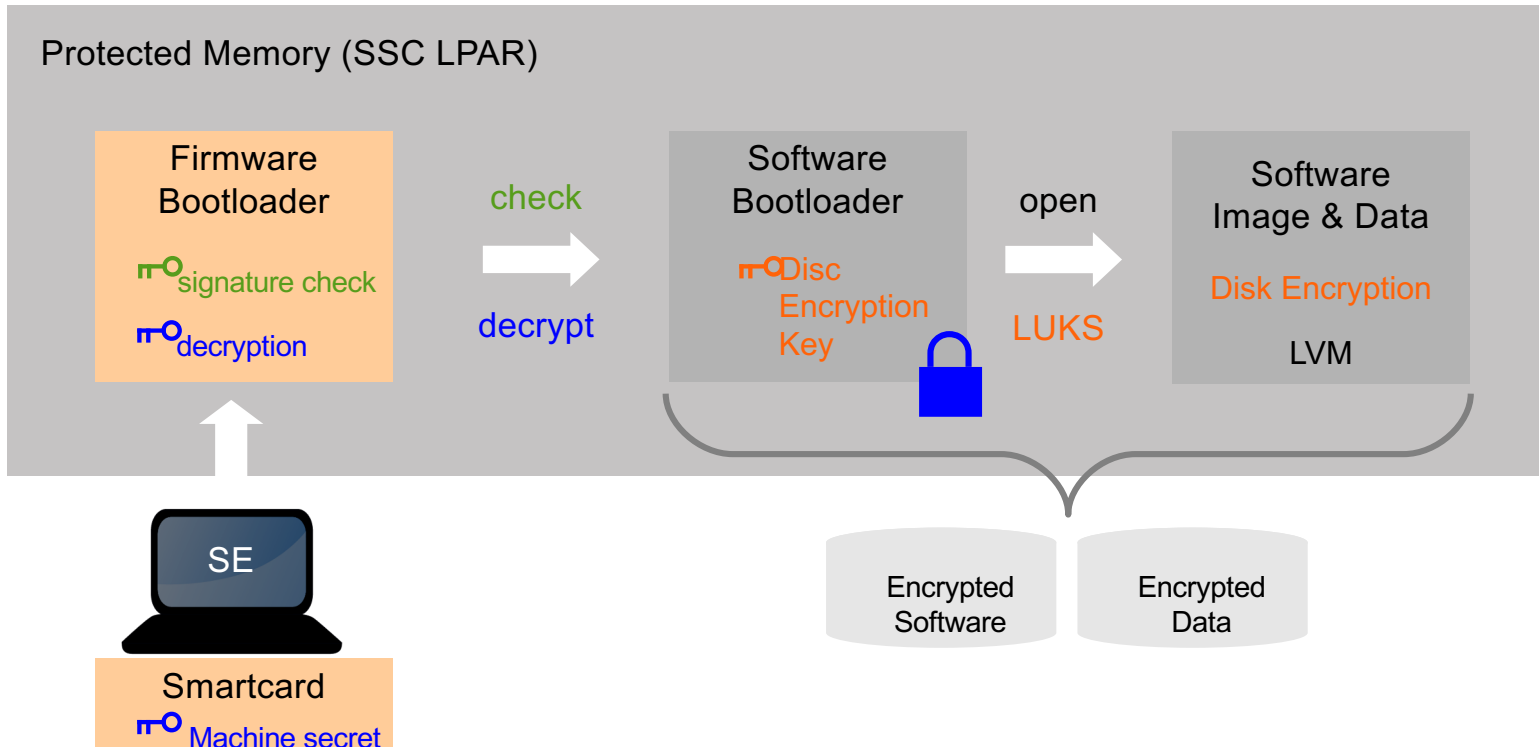 Protected Memory (SSC LPAR)
Firmware
Bootloader
signature check
decryption
check
decrypt
Software
Bootloader
Disc
Encryption
Key
open
LUKS
Software
Image & Data
Disk Encryption
LVM
SE
Smartcard
Machine secret
Encrypted
Software
Encrypted
Data